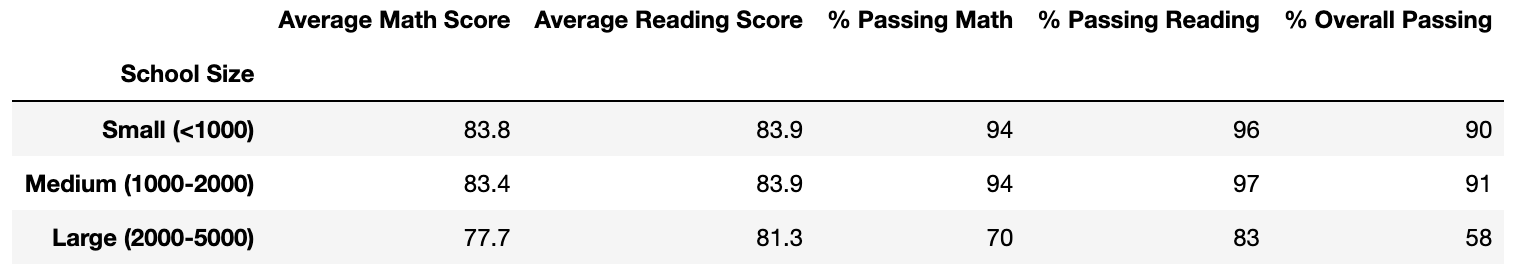 Average Math Score Average Reading Score % Passing Math % Passing Reading % Overall Passing
School Size
Small (<1000) 83.8 83.9 94 96 90
Medium (1000-2000) 83.4 83.9 94 97 91
Large (2000-5000) 77.7 81.3 70 83 58